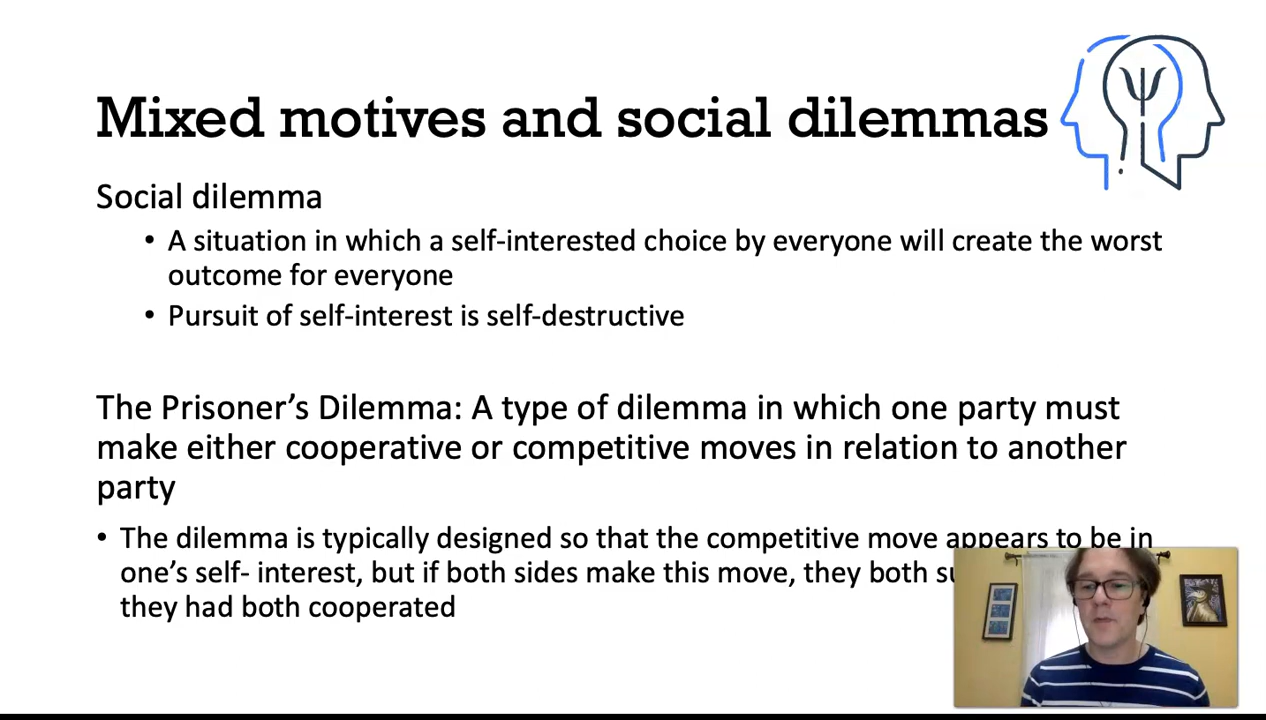 Mixed motives and social dilemmas
Social dilemma
• A situation in which a self-interested choice by everyone will create the worst
outcome for everyone
• Pursuit of self-interest is self-destructive
The Prisoner's Dilemma: A type of dilemma in which one party must
make either cooperative or competitive moves in relation to another
party
• The dilemma is typically designed so that the competitive move appears to be in
one's self- interest, but if both sides make this move, they both
they had both cooperated